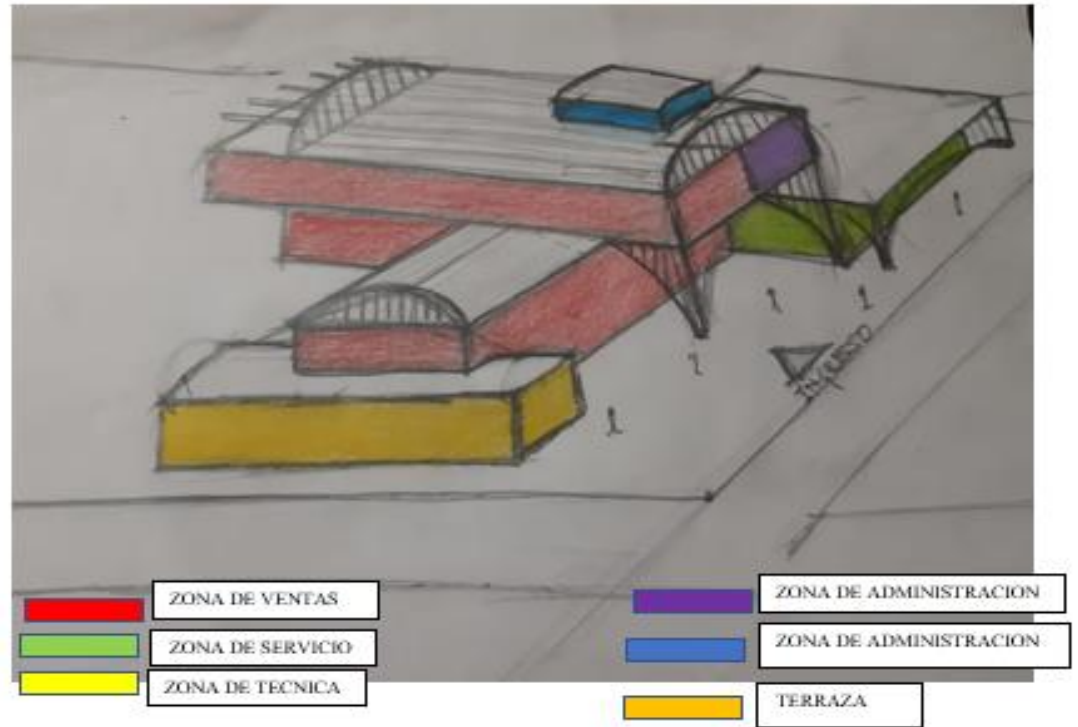 INGRESO
ZONA DE VENTAS
ZONA DE SERVICIO
ZONA DE TECNICA
ZONA DE ADMINISTRACION
ZONA DE ADMINISTRACION
TERRAZA